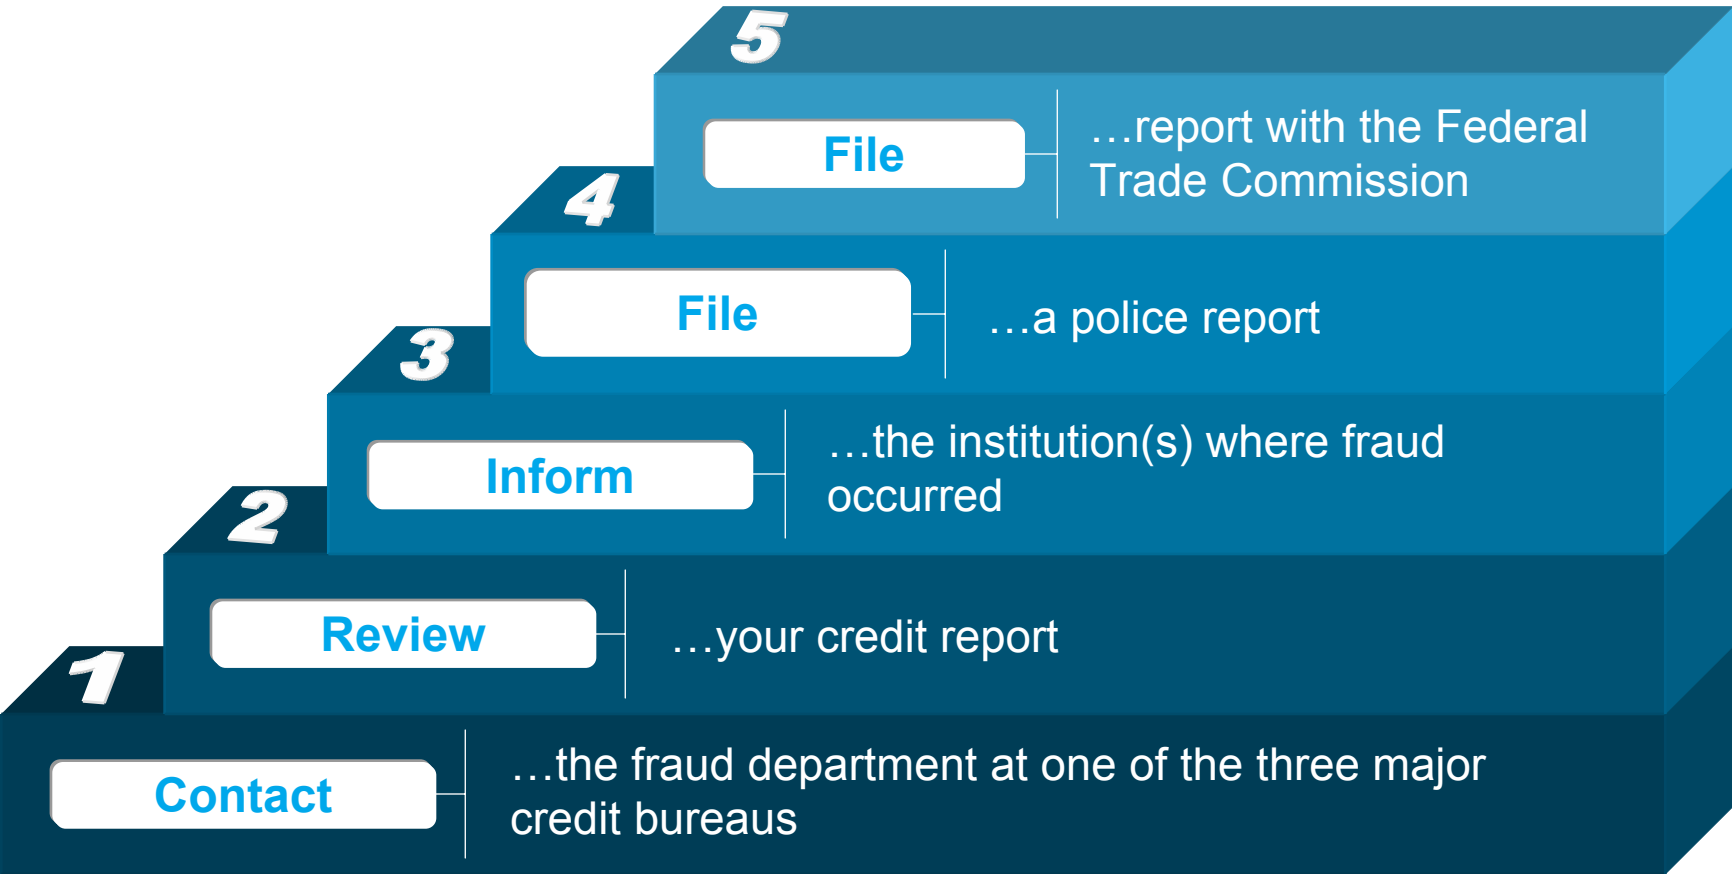 5
File
…report with the Federal
Trade Commission
4
File
…a police report
3
Inform
…the institution(s) where fraud
occurred
2
Review
…your credit report
1
Contact
…the fraud department at one of the three major
credit bureaus